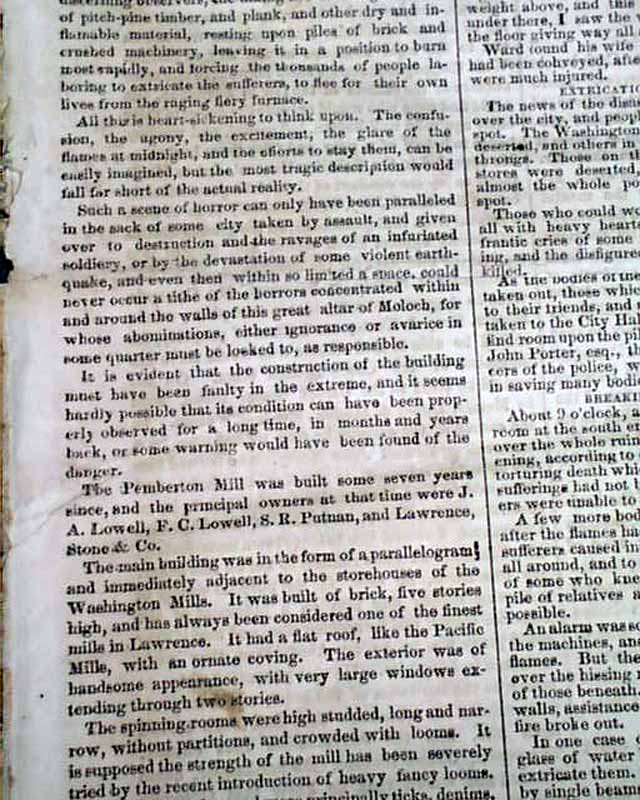 of pitch-pine timber, and plank, and other dry and in-
flamable material, resting upon piles of brick and
crushed machinery, leaving it in a position to burn
most rapidly, and forcing the thousands of people la-
boring to extricate the sufferers, to flee for their own
lives from the raging fiery furnace.
All this is heart-sickening to think upon. The confu-
sion, the agony, the excitement, the glare of the
flames at midnight, and the efforts to stay them, can be
easily imagined, but the most tragic description would
fall far short of the actual reality.
Such a scene of horror can only have been paralleled
in the sack of some city taken by assault, and given
over to destruction and the ravages of an infuriated
soldiery, or by the devastation of some violent earth-
quake, and even then within so limited a space, could
never occur a tithe of the horrors concentrated within
and around the walls of this great altar of Moloch, for
whose abominations, either ignorance or avarice in
some quarter must be looked to, as responsible.
It is evident that the construction of the building
must have been faulty in the extreme, and it seems
hardly possible that its condition can have been prop-
erly observed for a long time, in months and years
back, or some warning would have been found of the
danger.
The Pemberton Mill was built some seven years
since, and the principal owners at that time were J.
A. Lowell, F. C. Lowell, S. R. Putnan, and Lawrence,
Stone & Co.
The main building was in the form of a parallelogram,
and immediately adjacent to the storehouses of the
Washington Mills. It was built of brick, five stories
high, and has always been considered one of the finest
mills in Lawrence. It had a flat roof, like the Pacific
Mills, with an ornate coving. The exterior was of
handsome appearance, with very large windows ex-
tending through two stories.
The spinning-rooms were high studded, long and nar-
row, without partitions, and crowded with looms. It
is supposed the strength of the mill has been severely
tried by the recent introduction of heavy fancy looms.
principally ticks, denims,
weight above, and this
under there, I saw the
the floor giving way all
Ward found his wife
had been conveyed, afte
were much injured.
EXTRICATIO
The news of the disa
over the city, and peopl
spot. The Washington
deserted, and others in
throngs. Those on th
stores were deserted,
almost the whole po
spot.
Those who could wo
all with heavy hearts
frantic cries of some
ing, and the disfigure
killed.
As the bodies of the
taken out, those whic
to their friends, and
taken to the City Hal
find room upon the pil
John Porter, esq., th
cers of the police, w
in saving many bodi
BREAKI
About 9 o'clock, a
room at the south e
over the whole ruin
ening, according to
torturing death whi
sufferings had not b
ers were unable to
A few more bod
after the flames ha
sufferers caused in
all around, and to
of some who kne
pile of relatives a
possible.
An alarm was so
the machines, an
flames. But the
over the hissing
of those beneath
walls, assistance
fire broke out.
In one case
glass of water
extricate them.
by single beam